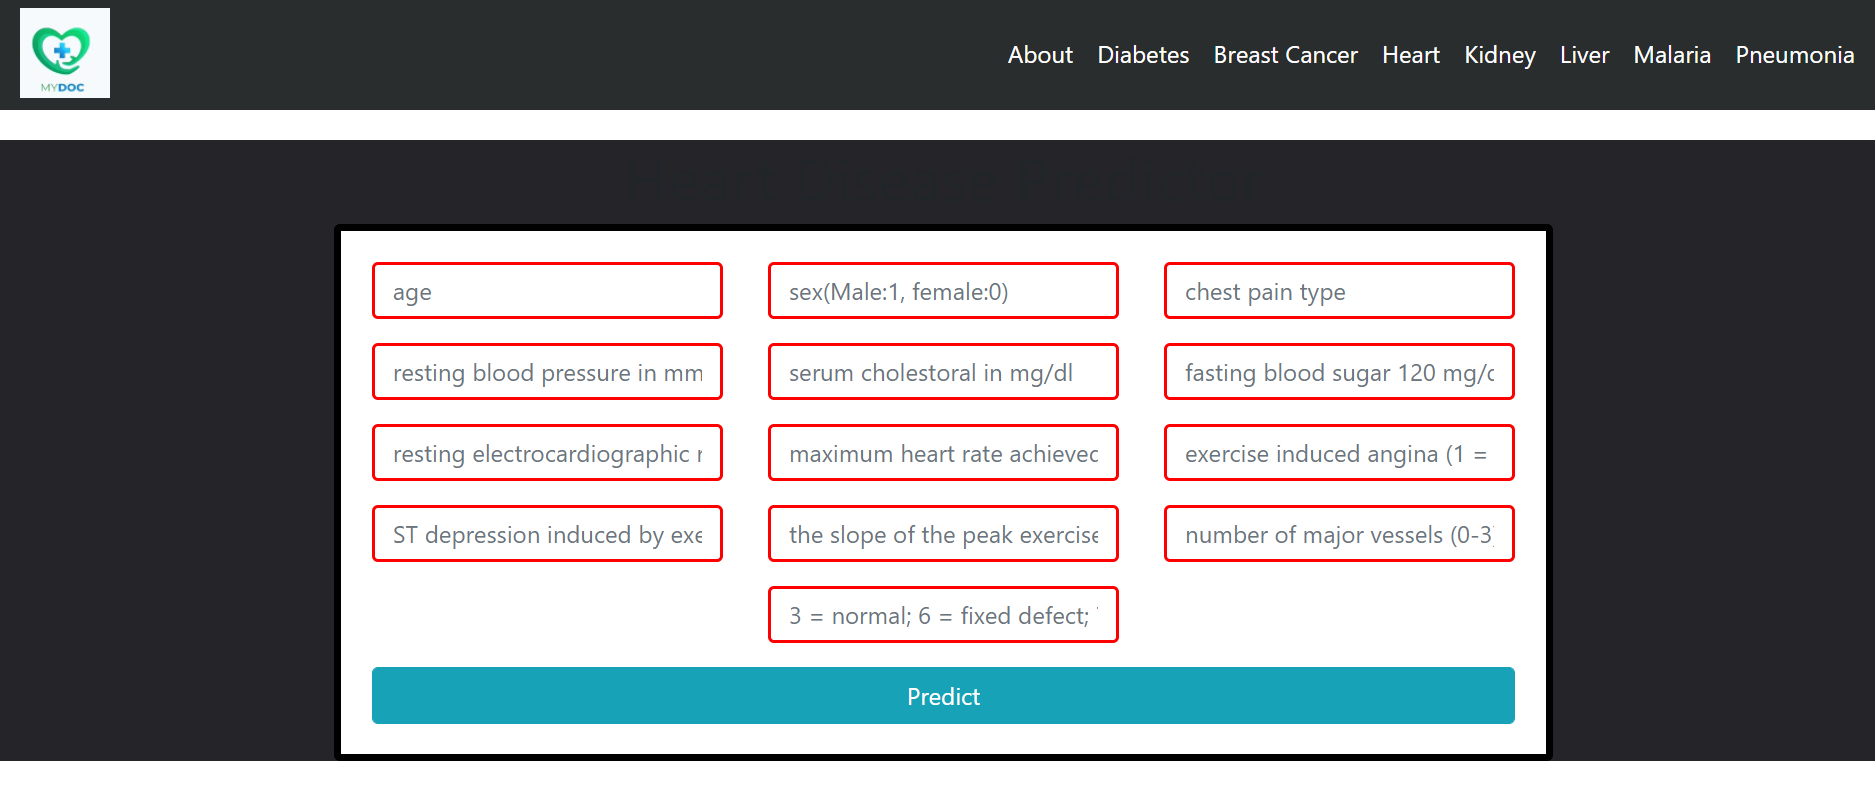 MYDOC
About Diabetes Breast Cancer Heart Kidney Liver Malaria Pneumonia
Heart Disease Predictor
age sex(Male:1, female:0) chest pain type
resting blood pressure in mm serum cholestoral in mg/dl fasting blood sugar 120 mg/d
resting electrocardiographic r maximum heart rate achieved exercise induced angina (1 =
ST depression induced by exe the slope of the peak exercise number of major vessels (0-3)
3 = normal; 6 = fixed defect;
Predict